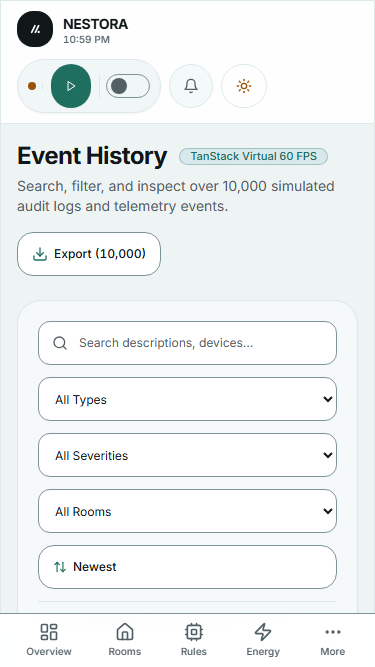 NESTORA
10:59 PM
Event History
TanStack Virtual 60 FPS
Search, filter, and inspect over 10,000 simulated
audit logs and telemetry events.
Export (10,000)
Search descriptions, devices...
All Types
All Severities
All Rooms
Newest
Overview
Rooms
Rules
Energy
More